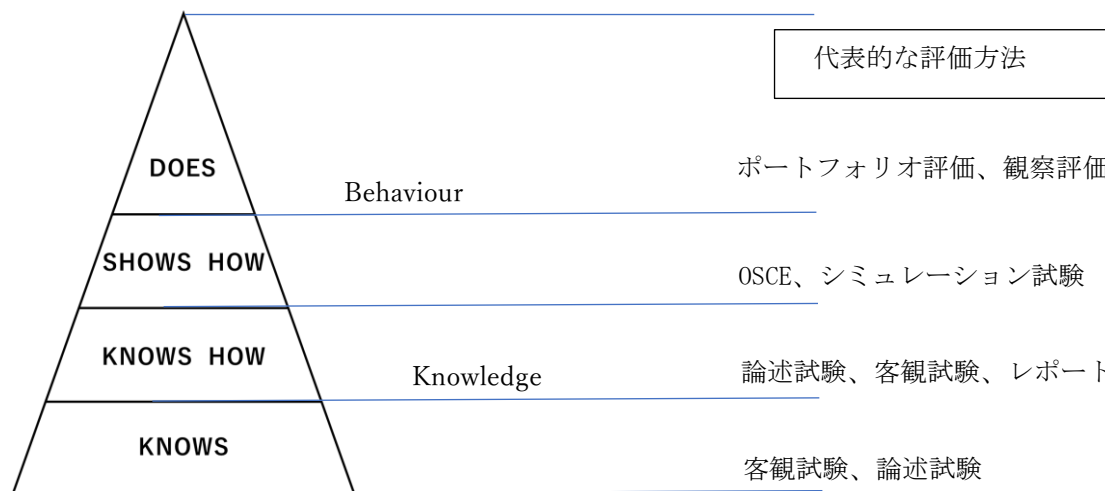 代表的な評価方法
DOES
ポートフォリオ評価、観察評価
Behaviour
SHOWS HOW
OSCE、シミュレーション試験
KNOWS HOW
Knowledge
論述試験、客観試験、レポート
KNOWS
客観試験、論述試験